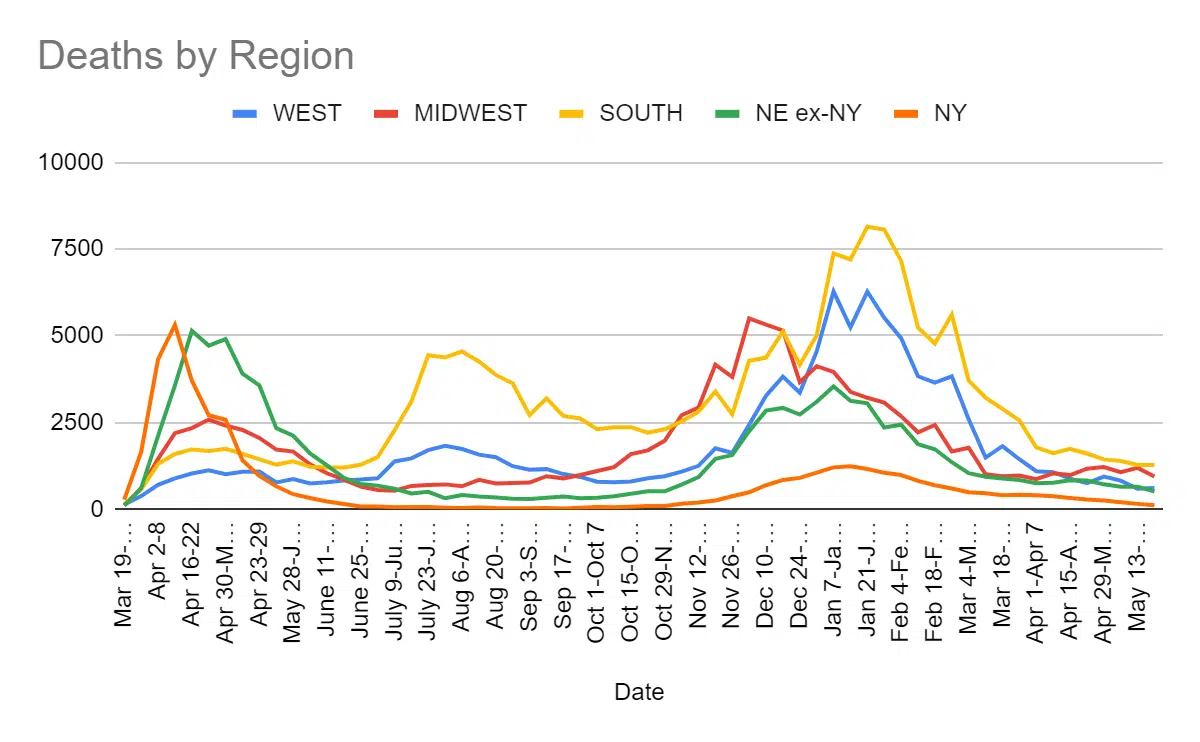 Deaths by Region
WEST MIDWEST SOUTH NE ex-NY NY
10000
7500
5000
2500
0
Mar 19-…
Apr 2-8
Apr 16-22
Apr 30-M…
Apr 23-29
May 28-J…
June 11-…
June 25-…
July 9-Ju…
July 23-J…
Aug 6-A…
Aug 20-…
Sep 3-S…
Sep 17-…
Oct 1-Oct 7
Oct 15-O…
Oct 29-N…
Nov 12-…
Nov 26-…
Dec 10-…
Dec 24-…
Jan 7-Ja…
Jan 21-J…
Feb 4-Fe…
Feb 18-F…
Mar 4-M…
Mar 18-…
Apr 1-Apr 7
Apr 15-A…
Apr 29-M…
May 13-…
Date